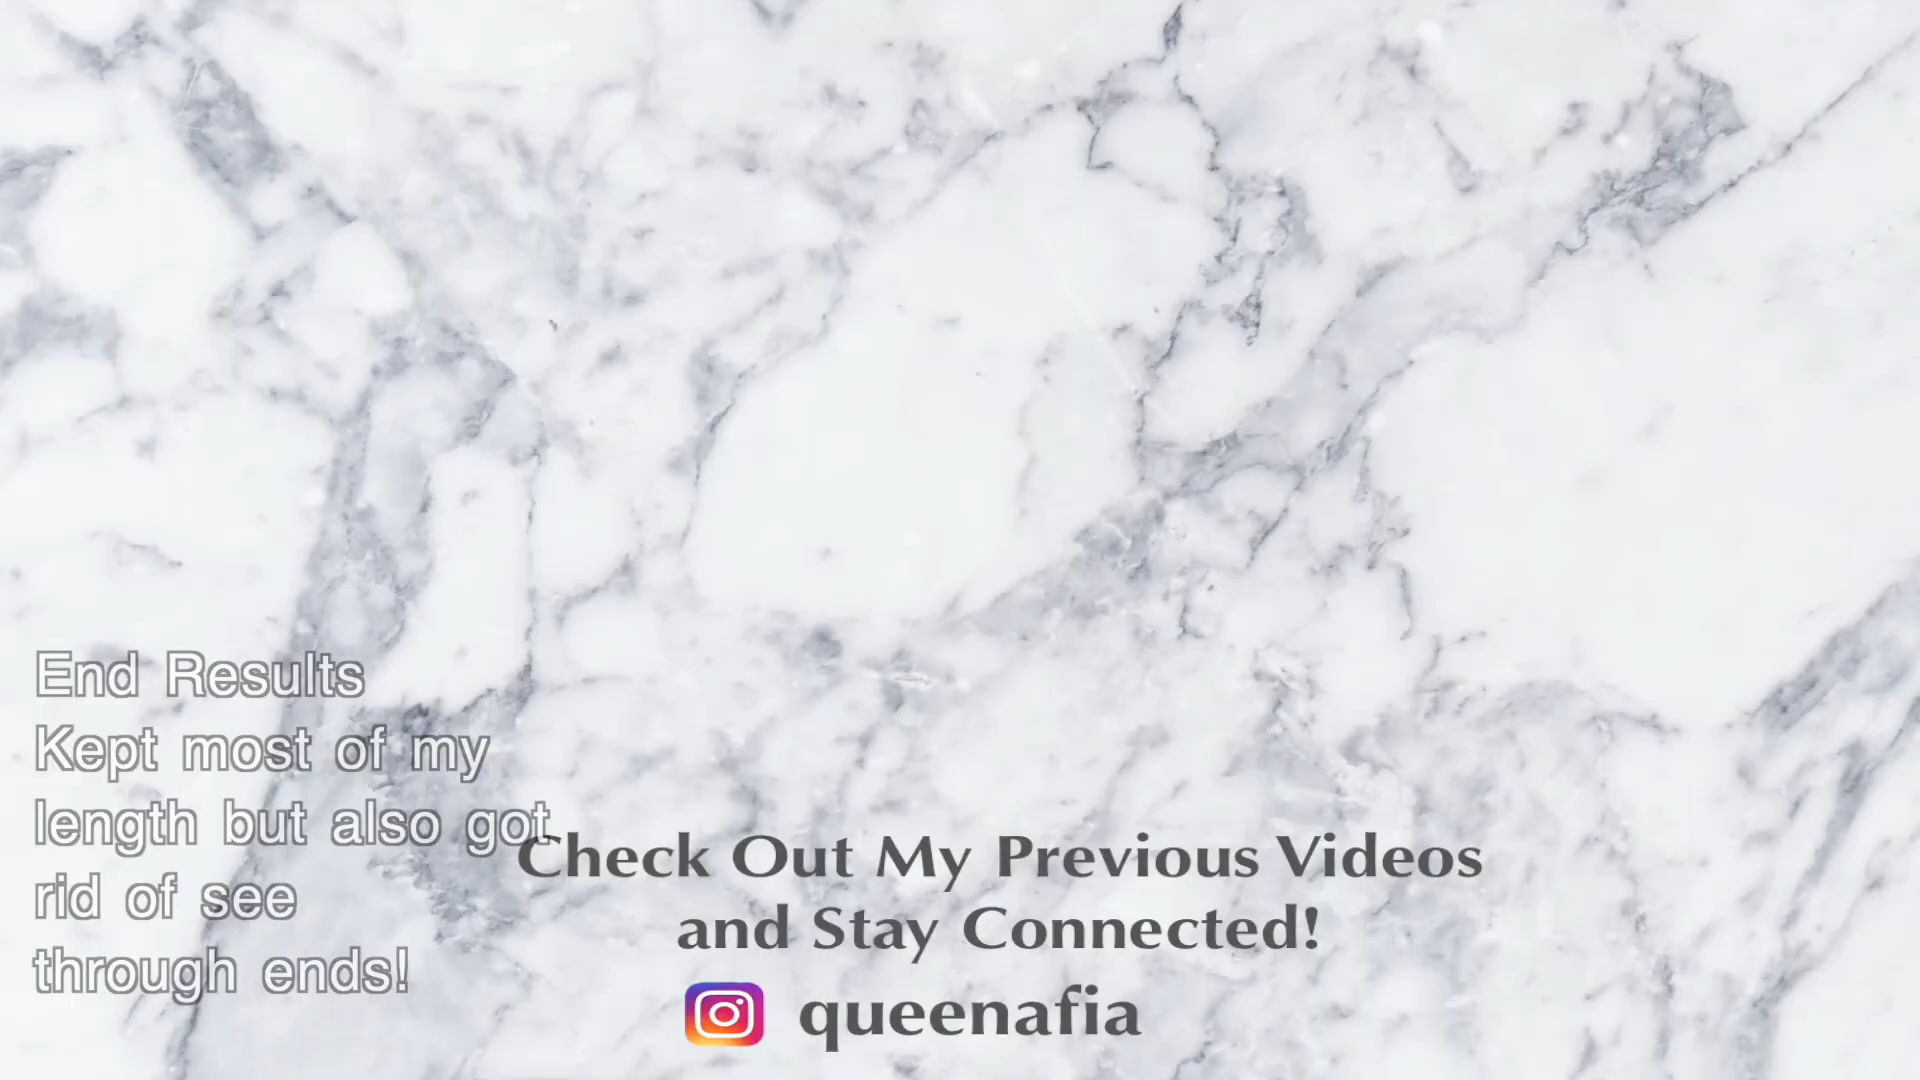 End Results
Kept most of my
length but also got
rid of see
through ends!
Check Out My Previous Videos
and Stay Connected!
queenafia